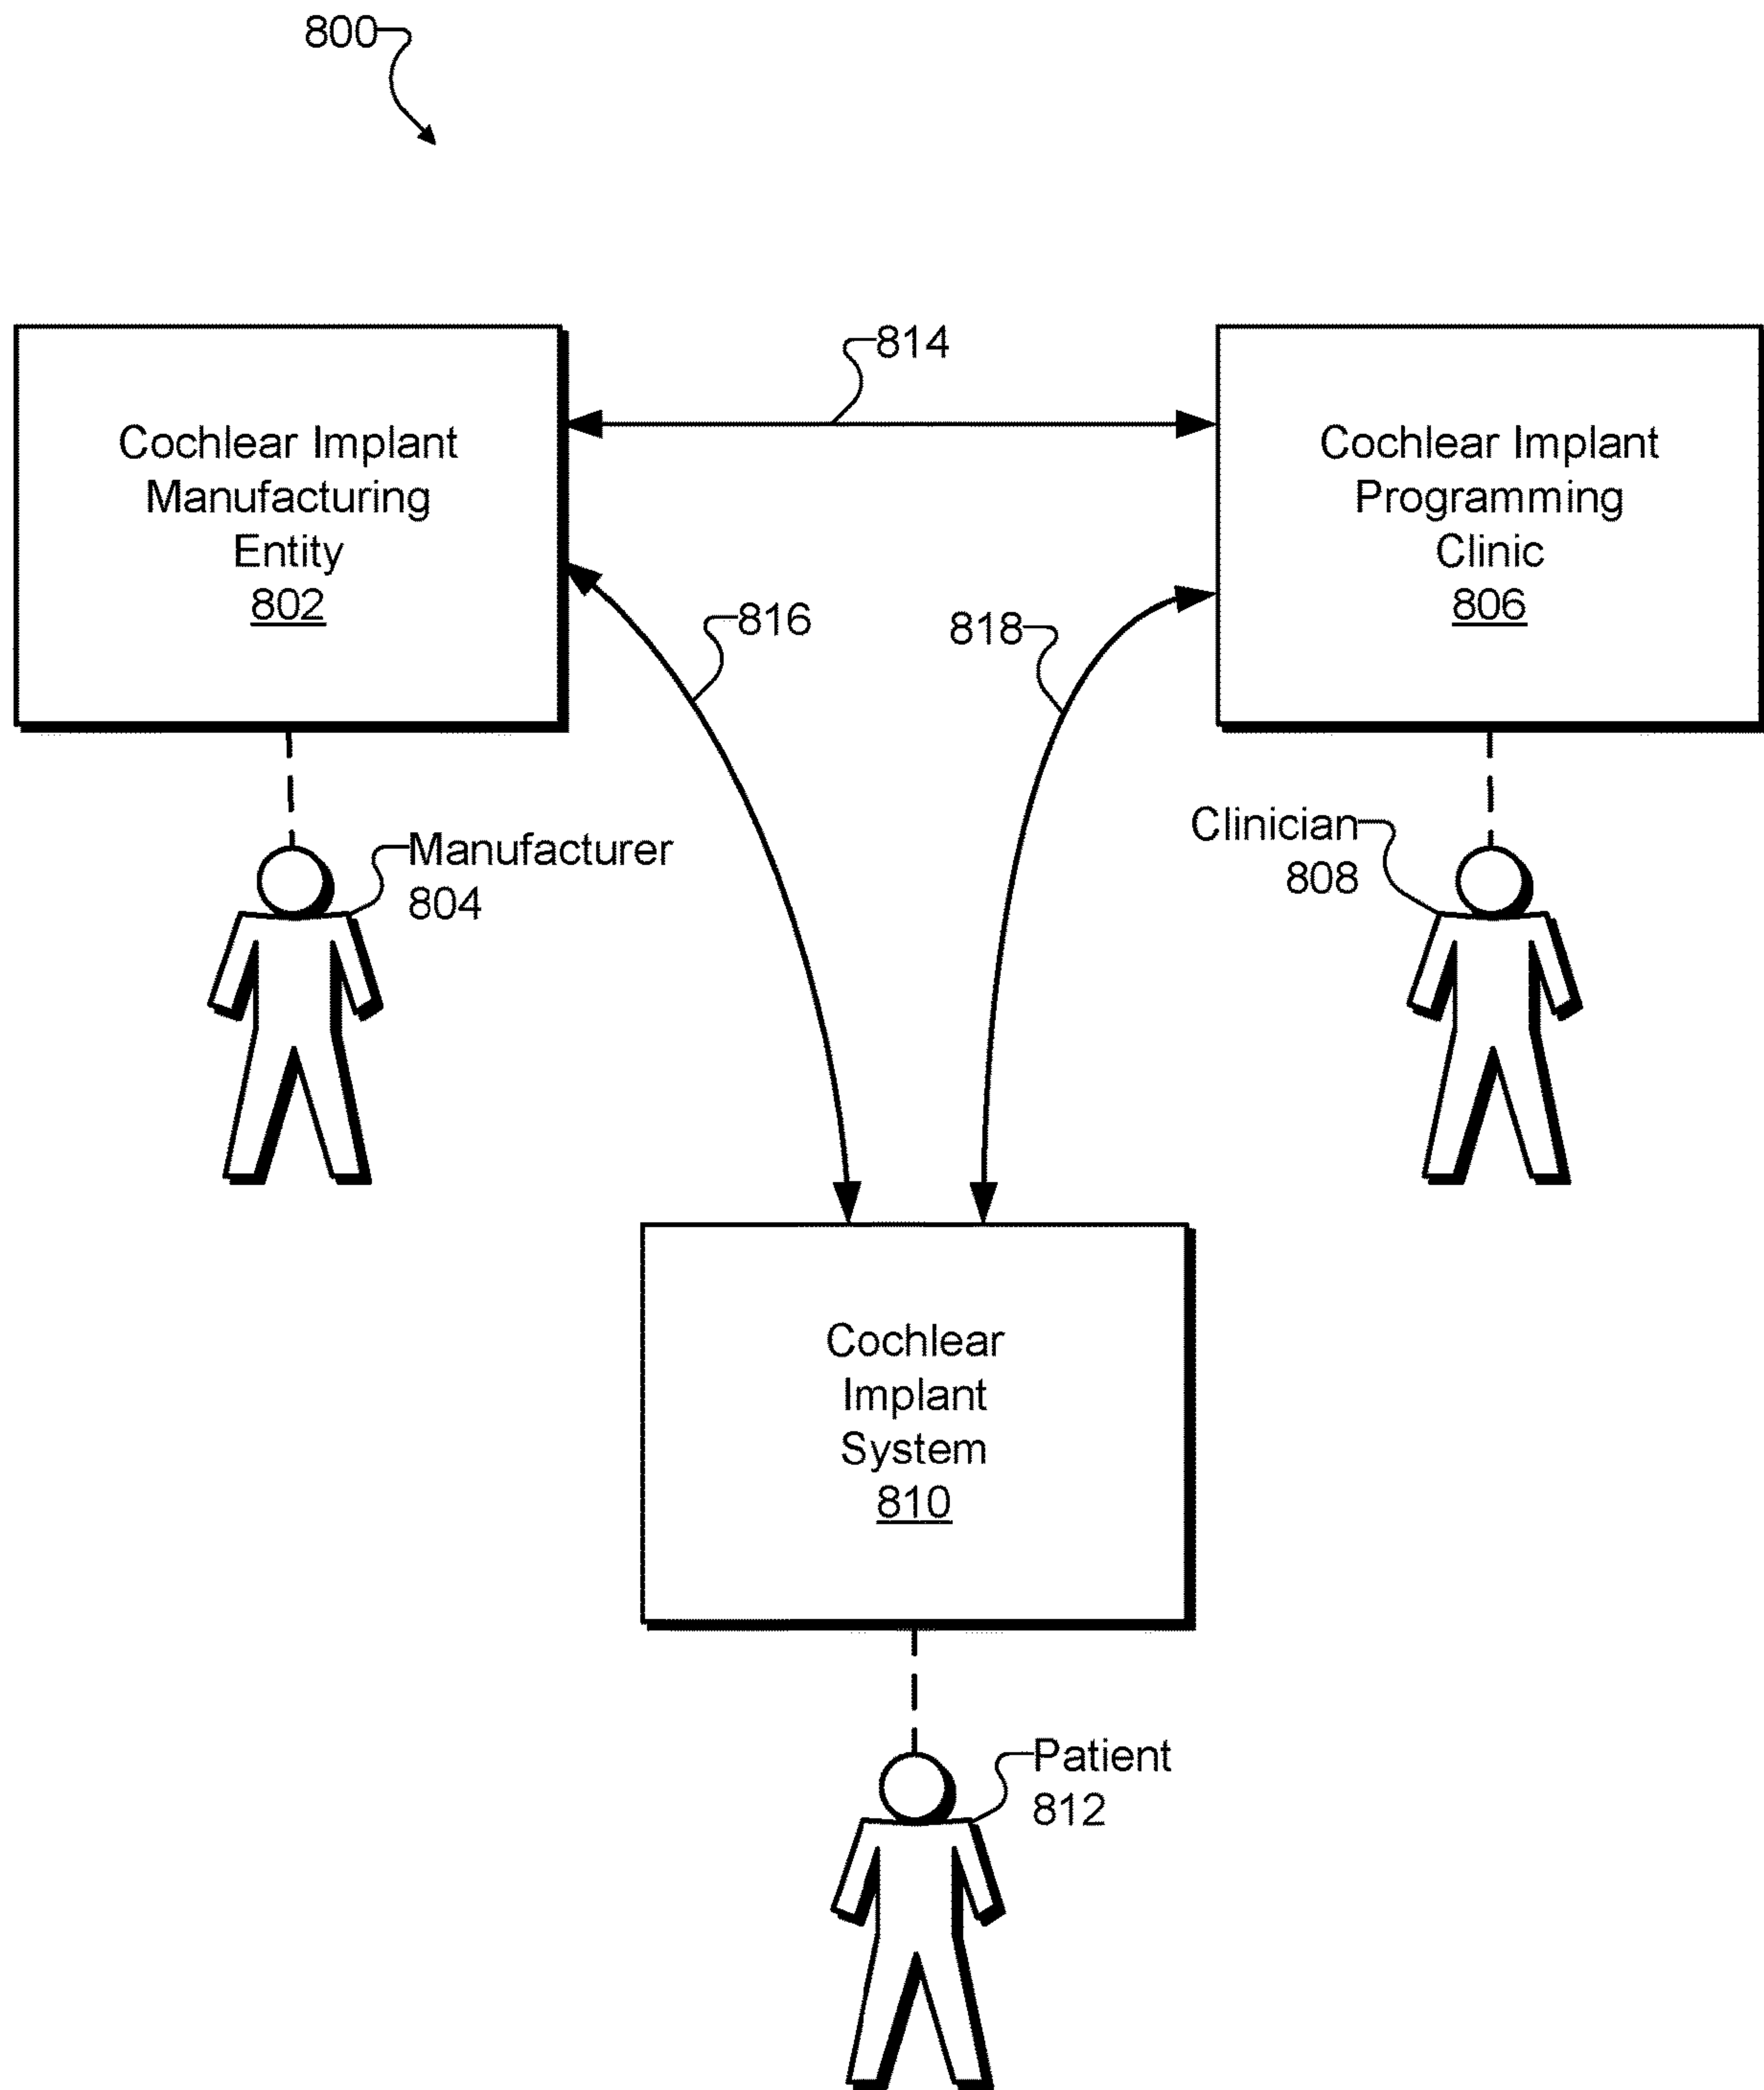 800
814
Cochlear Implant
Manufacturing
Entity
802
Cochlear Implant
Programming
Clinic
806
816
818
Manufacturer
804
Clinician
808
Cochlear
Implant
System
810
Patient
812